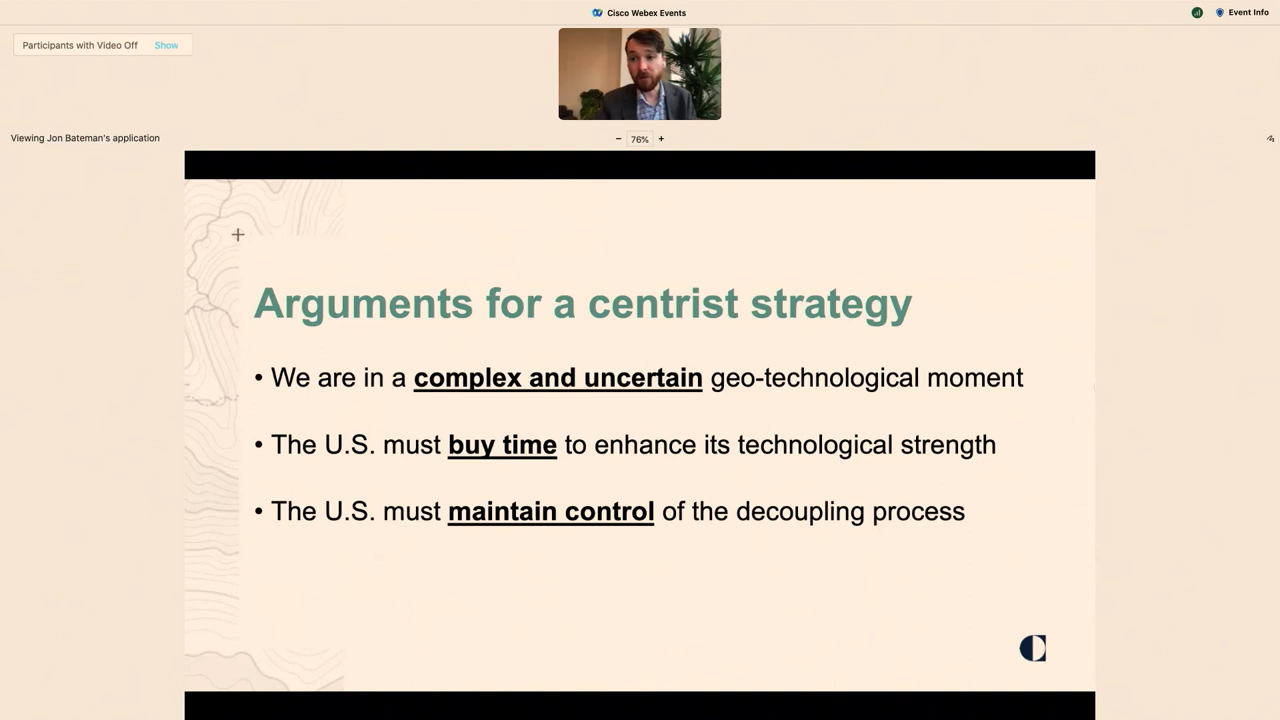 Cisco Webex Events
Event Info
Participants with Video Off Show
Viewing Jon Bateman's application
− 76% +
Arguments for a centrist strategy
• We are in a complex and uncertain geo-technological moment
• The U.S. must buy time to enhance its technological strength
• The U.S. must maintain control of the decoupling process